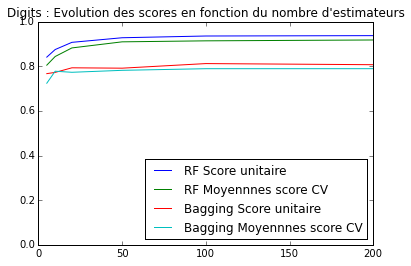 Digits : Evolution des scores en fonction du nombre d'estimateurs
1.0
0.8
0.6
0.4
0.2
0.0
0
50
100
150
200
RF Score unitaire
RF Moyennnes score CV
Bagging Score unitaire
Bagging Moyennnes score CV